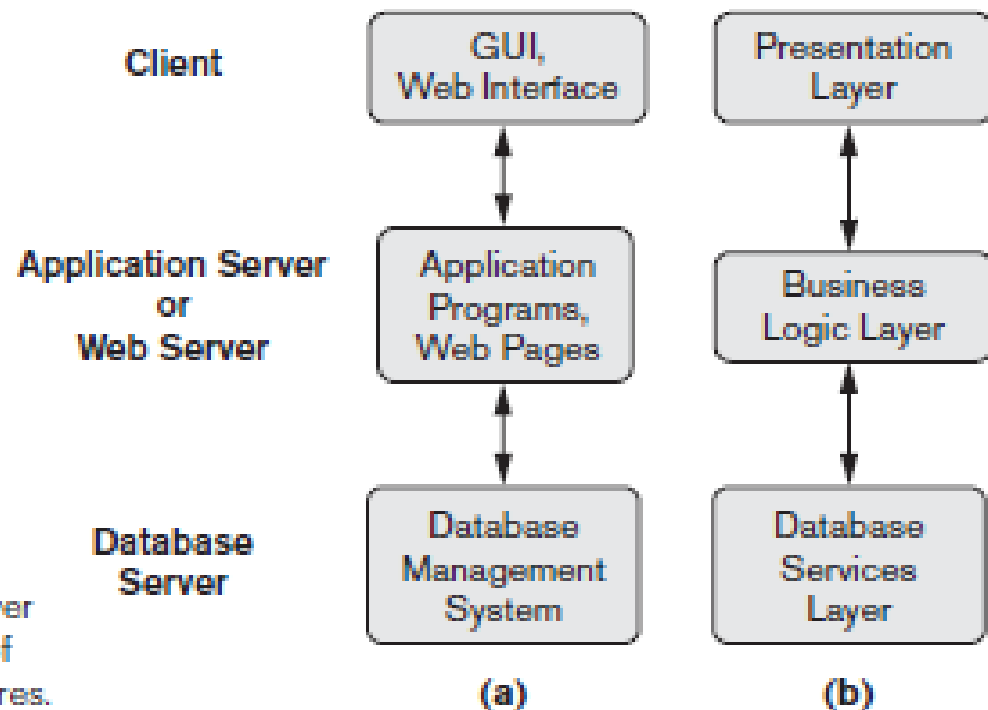 Client
GUI,
Web Interface
Presentation
Layer
Application Server
or
Web Server
Application
Programs,
Web Pages
Business
Logic Layer
Database
Server
Database
Management
System
Database
Services
Layer
of
(a)
(b)